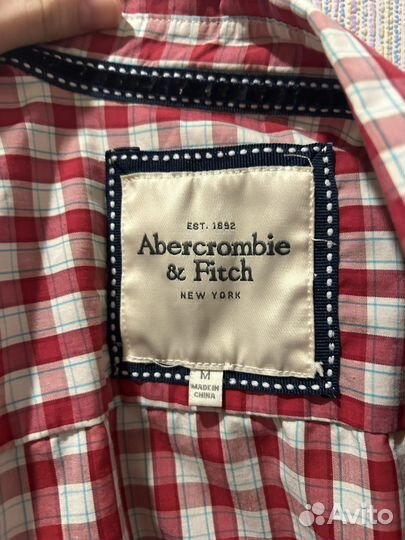 EST. 1892
Abercrombie
& Fitch
NEW YORK
M
MADE IN
CHINA
Avito